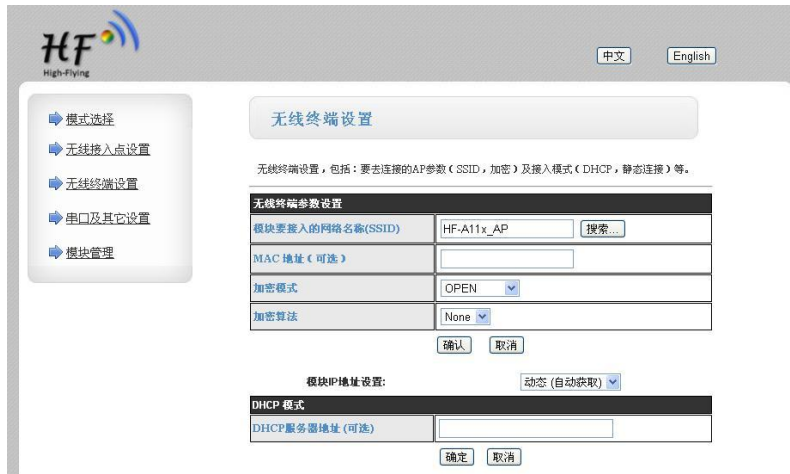 HF
High-Flying
中文
English
模式选择
无线接入点设置
无线终端设置
串口及其它设置
模块管理
无线终端设置
无线终端设置，包括：要去连接的AP参数（SSID，加密）及接入模式（DHCP，静态连接）等。
无线终端参数设置
模块要接入的网络名称(SSID)
HF-A11x_AP
搜索...
MAC 地址（可选）
加密模式
OPEN
加密算法
None
确认
取消
模块IP地址设置:
动态 (自动获取)
DHCP 模式
DHCP服务器地址 (可选)
确定
取消